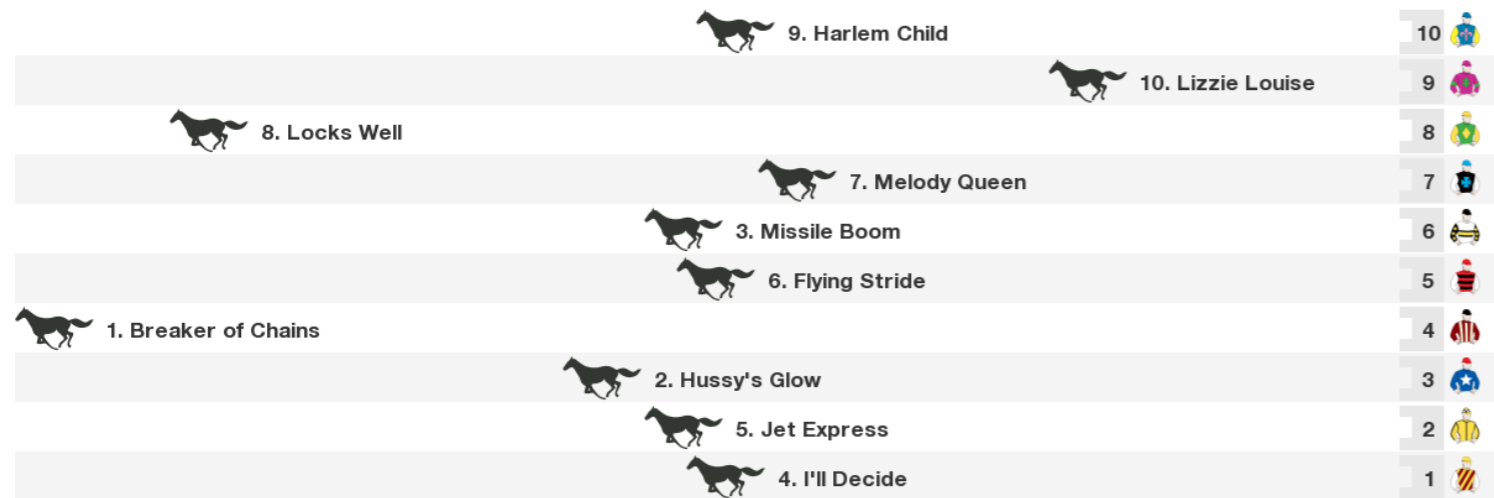 9. Harlem Child 10
10. Lizzie Louise 9
8. Locks Well 8
7. Melody Queen 7
3. Missile Boom 6
6. Flying Stride 5
1. Breaker of Chains 4
2. Hussy's Glow 3
5. Jet Express 2
4. I'll Decide 1